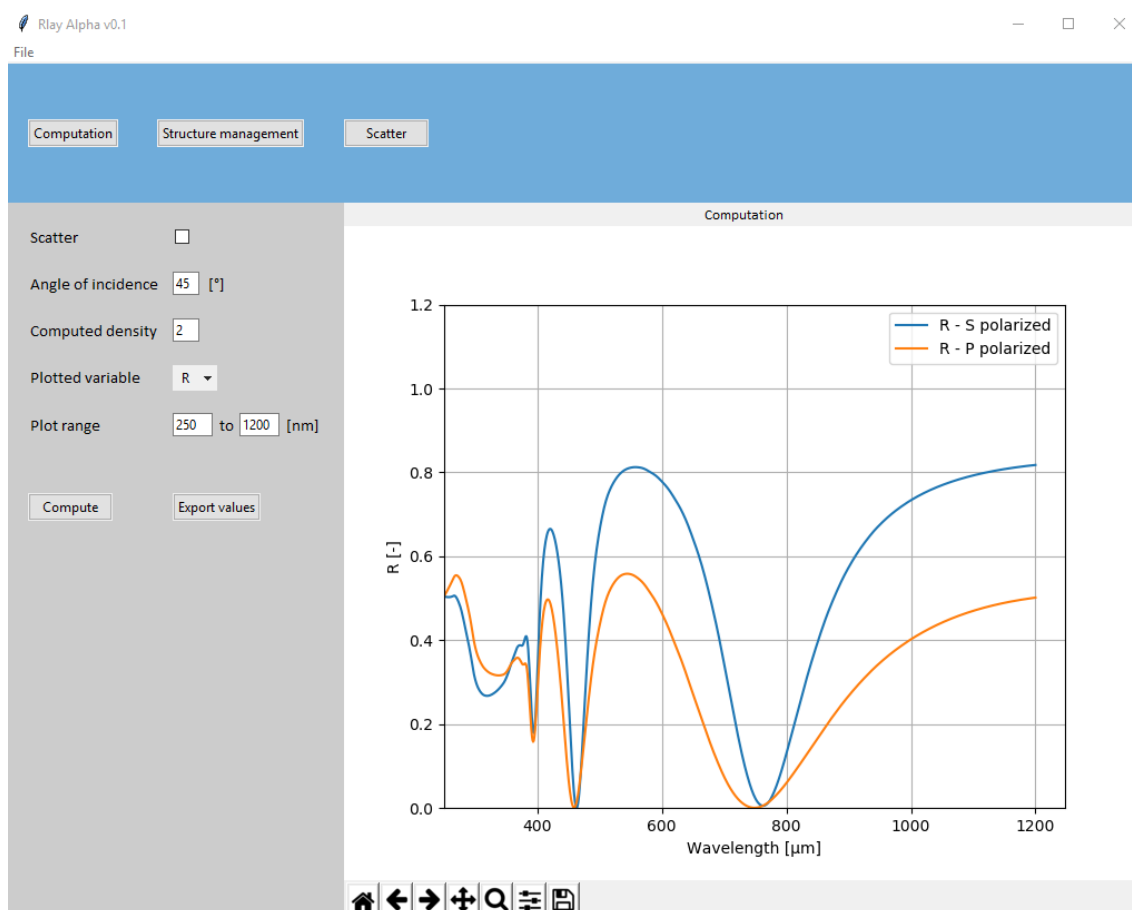 Rlay Alpha v0.1
File
Computation
Structure management
Scatter
Computation
Scatter
Angle of incidence 45 [°]
Computed density 2
Plotted variable R
Plot range 250 to 1200 [nm]
Compute
Export values
R - S polarized
R - P polarized
1.2
1.0
0.8
0.6
0.4
0.2
0.0
R [-]
400 600 800 1000 1200
Wavelength [μm]